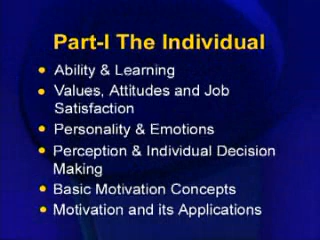 Part-I The Individual
• Ability & Learning
• Values, Attitudes and Job
Satisfaction
• Personality & Emotions
• Perception & Individual Decision
Making
• Basic Motivation Concepts
• Motivation and its Applications